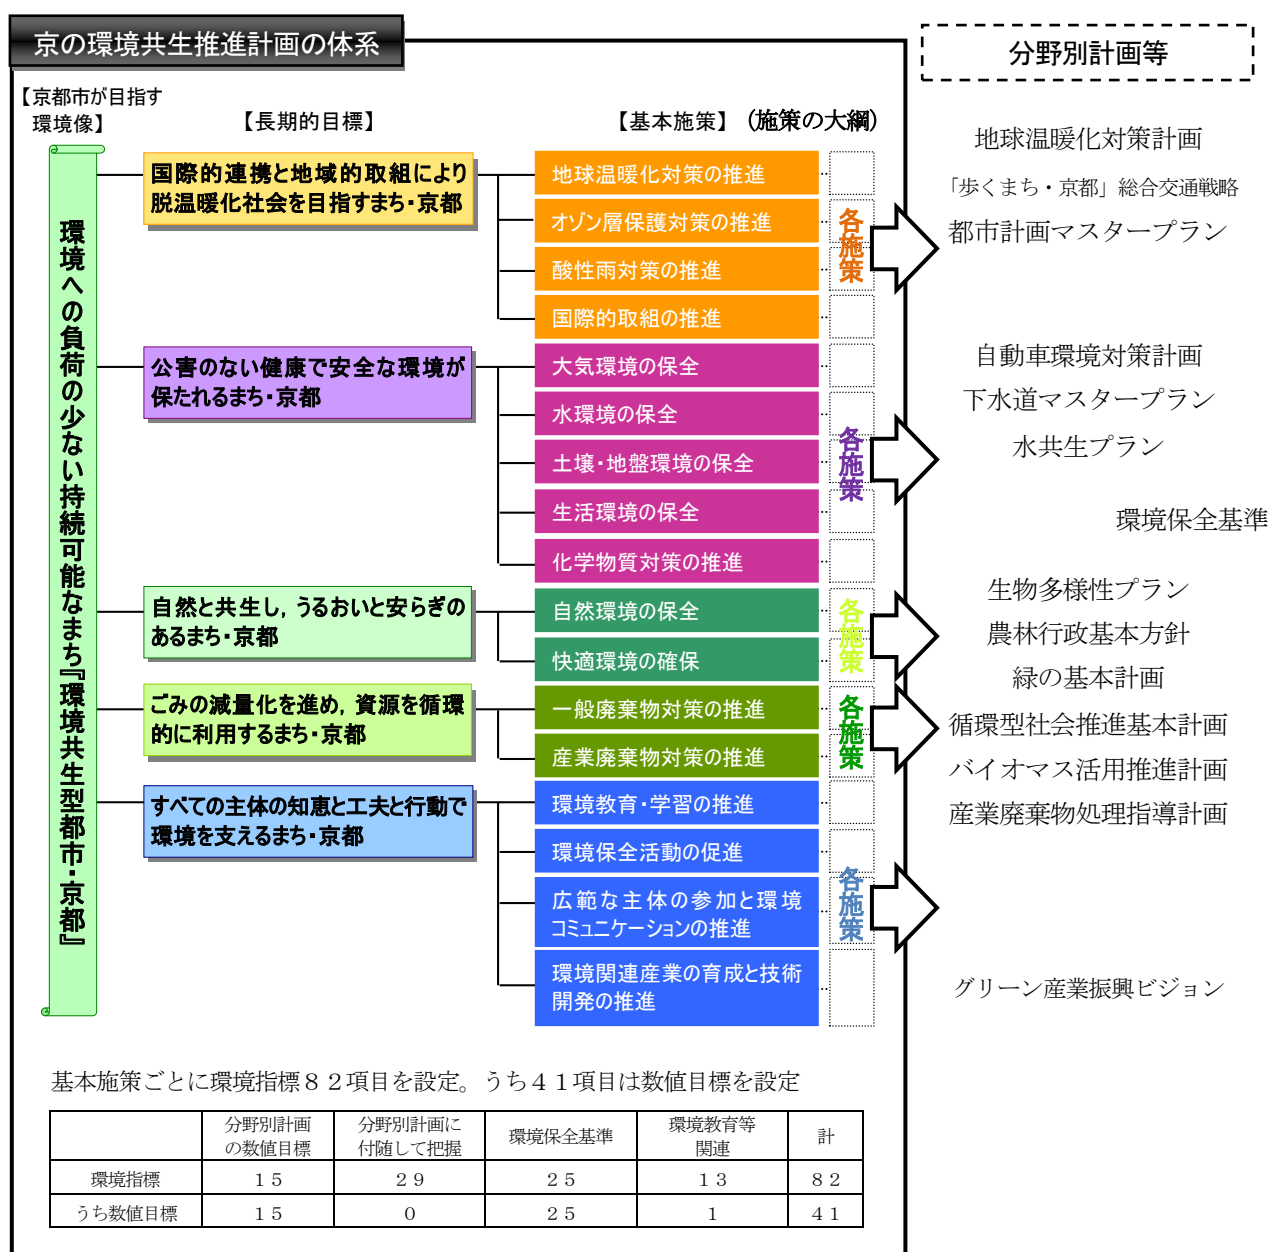 京の環境共生推進計画の体系
分野別計画等
【京都市が目指す
環境像】
【長期的目標】
【基本施策】（施策の大綱）
環境への負荷の少ない持続可能なまち『環境共生型都市・京都』
国際的連携と地域的取組により
脱温暖化社会を目指すまち・京都
地球温暖化対策の推進
オゾン層保護対策の推進
酸性雨対策の推進
国際的取組の推進
各施策
地球温暖化対策計画
「歩くまち・京都」総合交通戦略
都市計画マスタープラン
公害のない健康で安全な環境が
保たれるまち・京都
大気環境の保全
水環境の保全
土壌・地盤環境の保全
生活環境の保全
化学物質対策の推進
各施策
自動車環境対策計画
下水道マスタープラン
水共生プラン
環境保全基準
自然と共生し，うるおいと安らぎの
あるまち・京都
自然環境の保全
快適環境の確保
各施策
生物多様性プラン
農林行政基本方針
緑の基本計画
ごみの減量化を進め，資源を循環
的に利用するまち・京都
一般廃棄物対策の推進
産業廃棄物対策の推進
各施策
循環型社会推進基本計画
バイオマス活用推進計画
産業廃棄物処理指導計画
すべての主体の知恵と工夫と行動で
環境を支えるまち・京都
環境教育・学習の推進
環境保全活動の促進
広範な主体の参加と環境
コミュニケーションの推進
環境関連産業の育成と技術
開発の推進
各施策
グリーン産業振興ビジョン
基本施策ごとに環境指標８２項目を設定。うち４１項目は数値目標を設定
分野別計画
の数値目標
分野別計画に
付随して把握
環境保全基準
環境教育等
関連
計
環境指標 １５ ２９ ２５ １３ ８２
うち数値目標 １５ ０ ２５ １ ４１